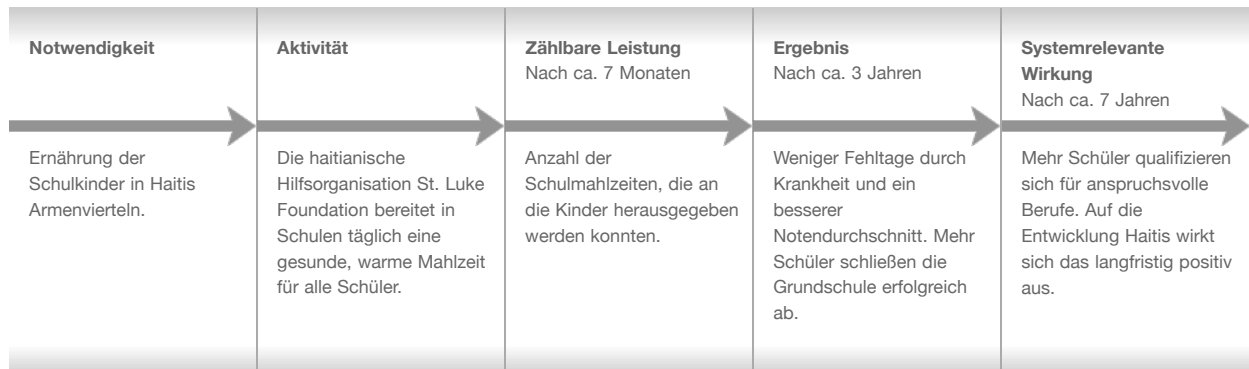 Notwendigkeit
Aktivität
Zählbare Leistung
Nach ca. 7 Monaten
Ergebnis
Nach ca. 3 Jahren
Systemrelevante
Wirkung
Nach ca. 7 Jahren
Ernährung der
Schulkinder in Haitis
Armenvierteln.
Die haitianische
Hilfsorganisation St. Luke
Foundation bereitet in
Schulen täglich eine
gesunde, warme Mahlzeit
für alle Schüler.
Anzahl der
Schulmahlzeiten, die an
die Kinder herausgegeben
werden konnten.
Weniger Fehltage durch
Krankheit und ein
besserer
Notendurchschnitt. Mehr
Schüler schließen die
Grundschule erfolgreich
ab.
Mehr Schüler qualifizieren
sich für anspruchsvolle
Berufe. Auf die
Entwicklung Haitis wirkt
sich das langfristig positiv
aus.